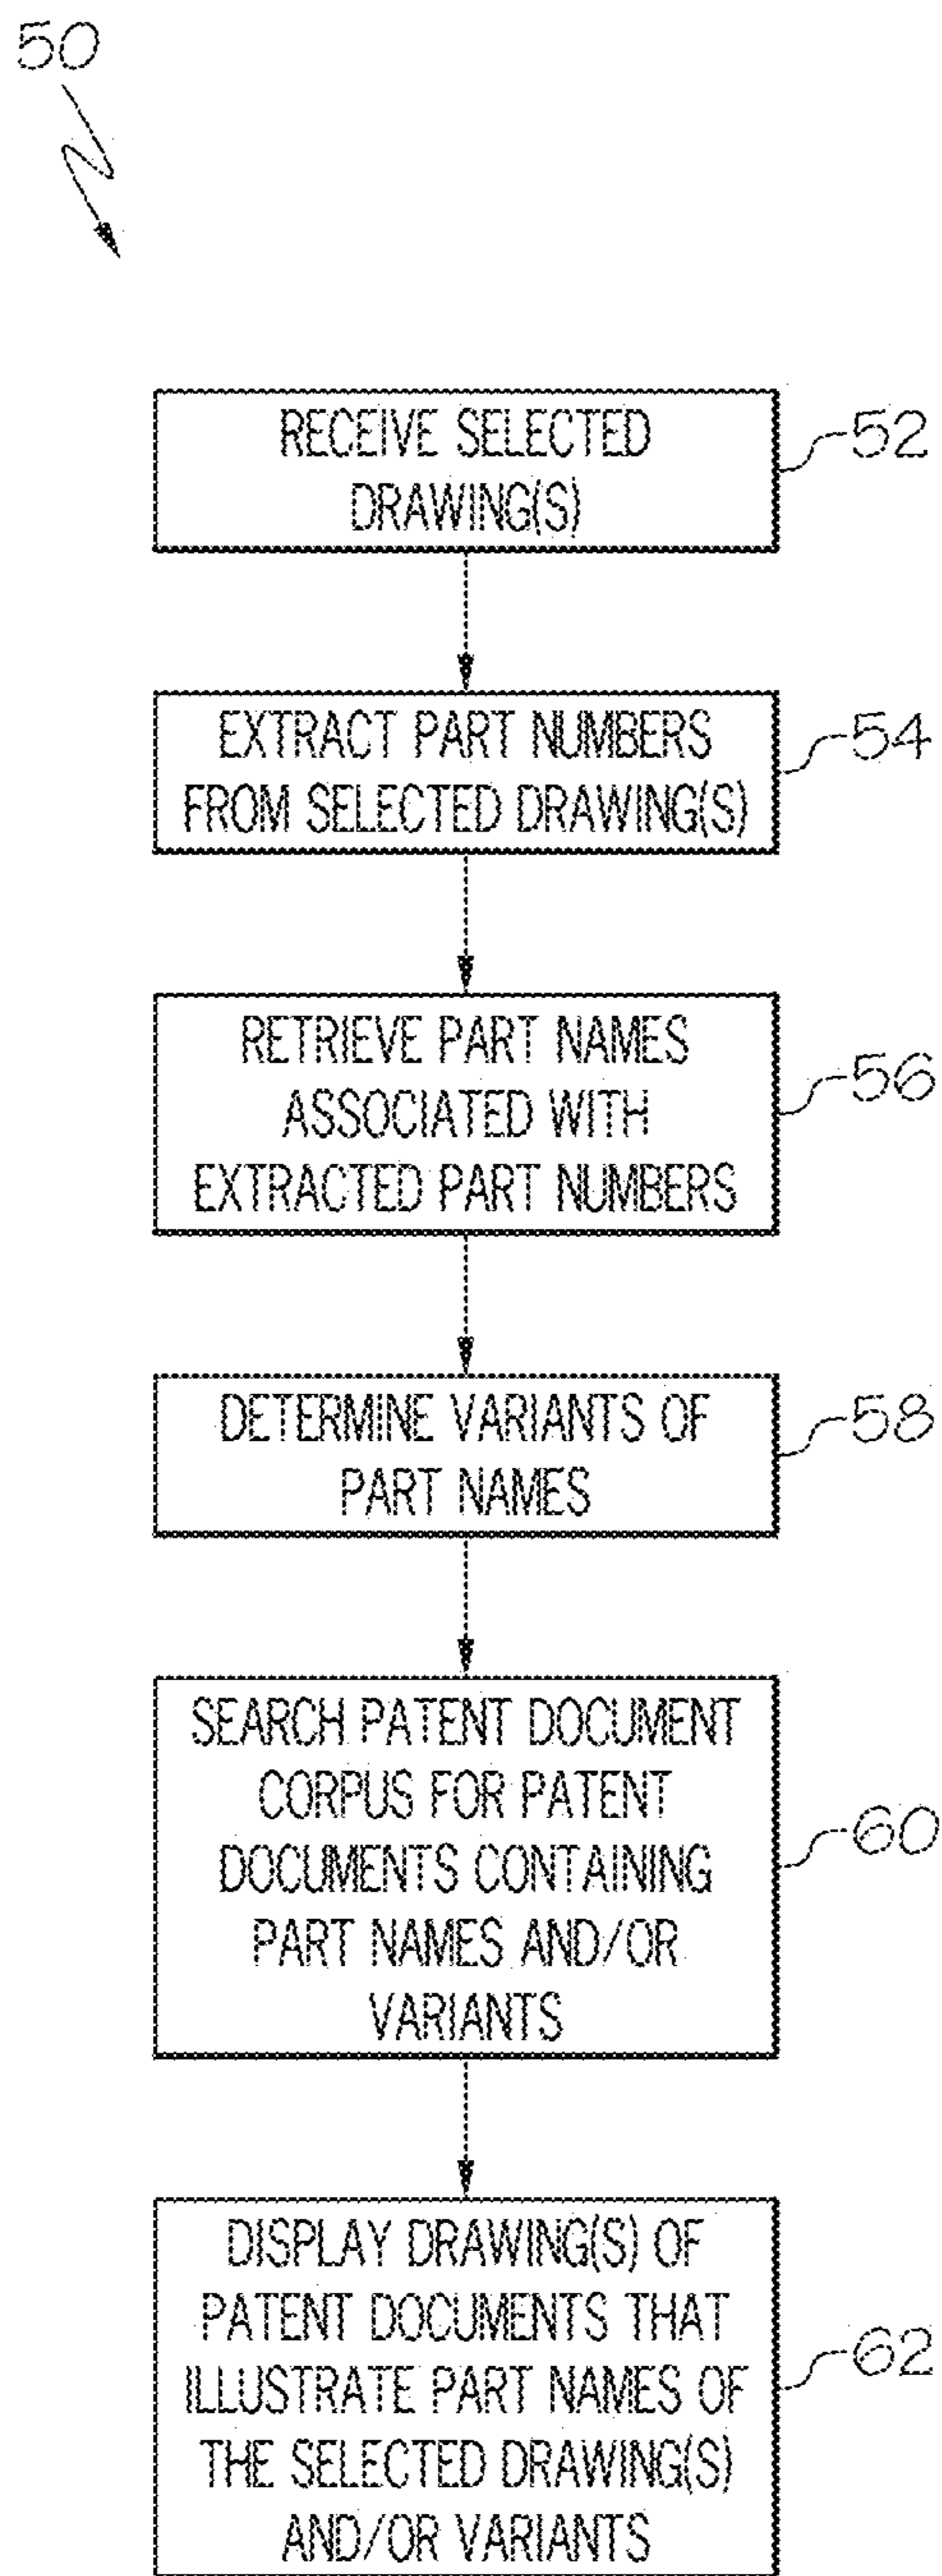 50
RECEIVE SELECTED
DRAWING(S)
52
EXTRACT PART NUMBERS
FROM SELECTED DRAWING(S)
54
RETRIEVE PART NAMES
ASSOCIATED WITH
EXTRACTED PART NUMBERS
56
DETERMINE VARIANTS OF
PART NAMES
58
SEARCH PATENT DOCUMENT
CORPUS FOR PATENT
DOCUMENTS CONTAINING
PART NAMES AND/OR
VARIANTS
60
DISPLAY DRAWING(S) OF
PATENT DOCUMENTS THAT
ILLUSTRATE PART NAMES OF
THE SELECTED DRAWING(S)
AND/OR VARIANTS
62